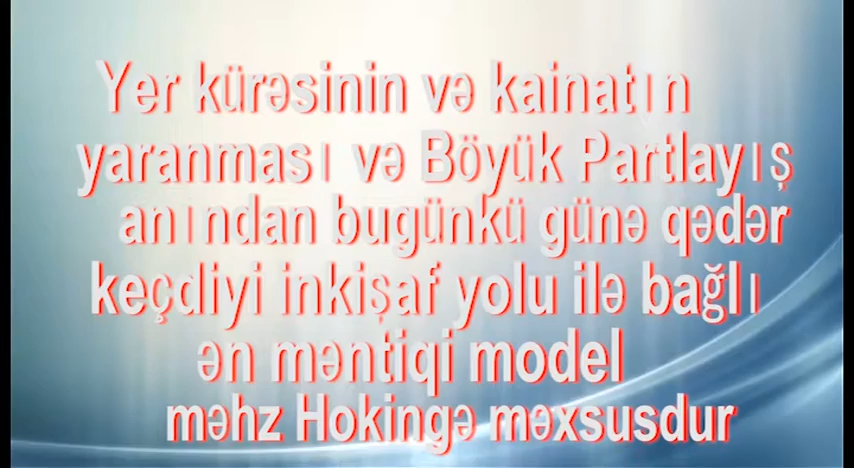 Yer kürəsinin və kainatın
yaranması və Böyük Partlayış
anından bugünkü günə qədər
keçdiyi inkişaf yolu ilə bağlı
ən məntiqi model
məhz Hokingə məxsusdur